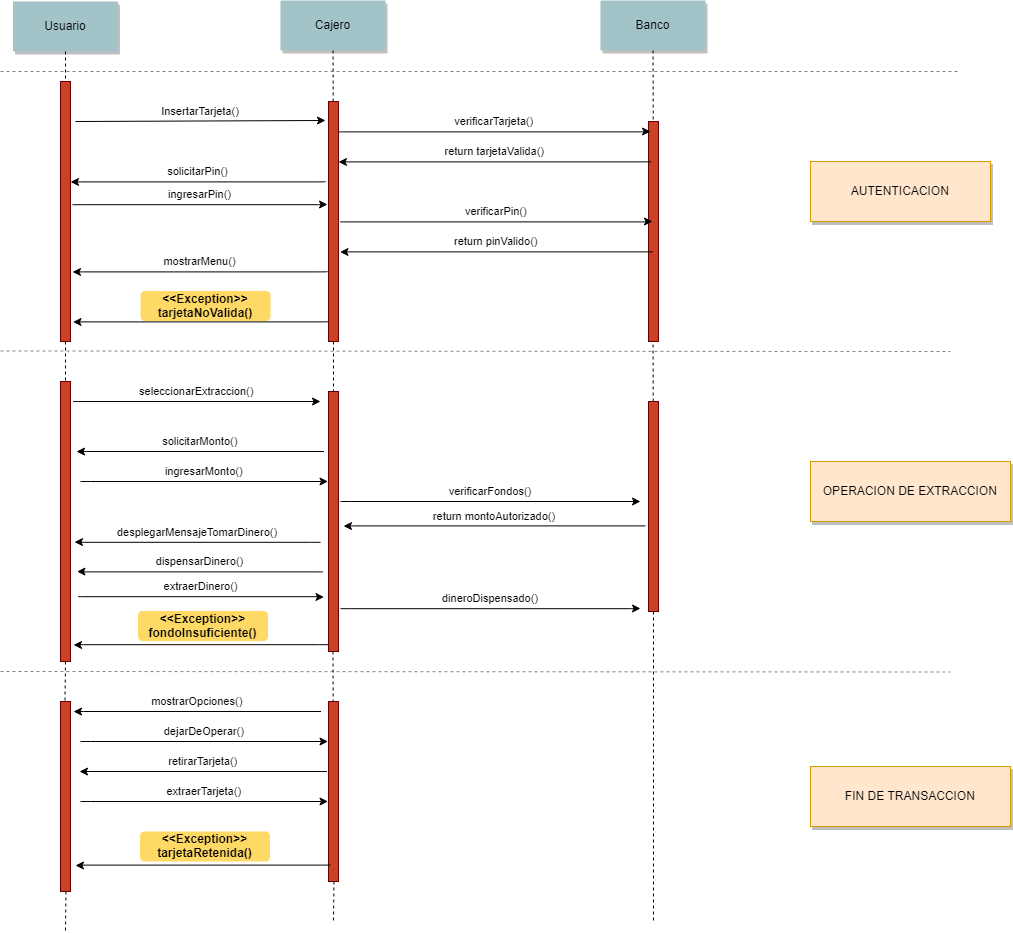 Usuario
Cajero
Banco
InsertarTarjeta()
verificarTarjeta()
return tarjetaValida()
solicitarPin()
ingresarPin()
verificarPin()
return pinValido()
mostrarMenu()
<<Exception>>
tarjetaNoValida()
AUTENTICACION
seleccionarExtraccion()
solicitarMonto()
ingresarMonto()
verificarFondos()
return montoAutorizado()
desplegarMensajeTomarDinero()
dispensarDinero()
extraerDinero()
dineroDispensado()
<<Exception>>
fondoInsuficiente()
OPERACION DE EXTRACCION
mostrarOpciones()
dejarDeOperar()
retirarTarjeta()
extraerTarjeta()
<<Exception>>
tarjetaRetenida()
FIN DE TRANSACCION